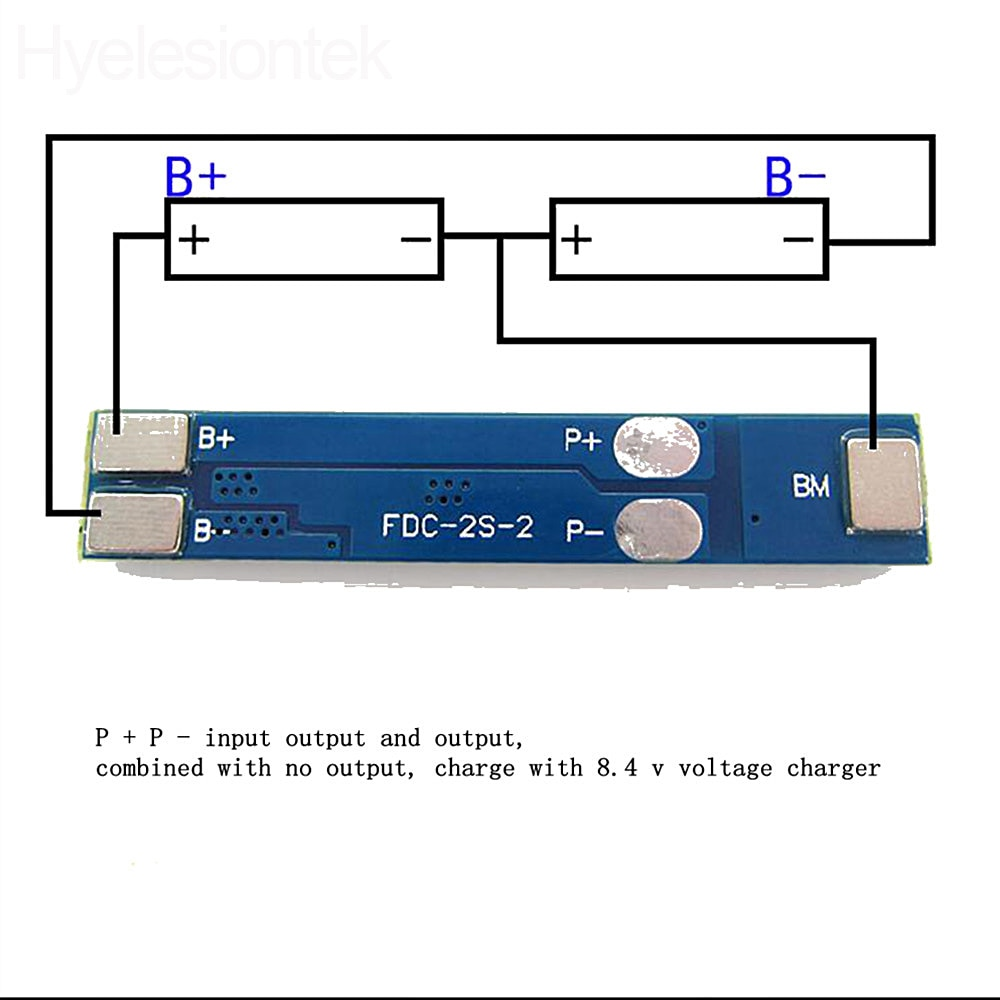 Hyelesiontek
B+ B-
+ - + -
B+ P+
BM
B- FDC-2S-2 P-
P + P - input output and output,
combined with no output, charge with 8.4 v voltage charger